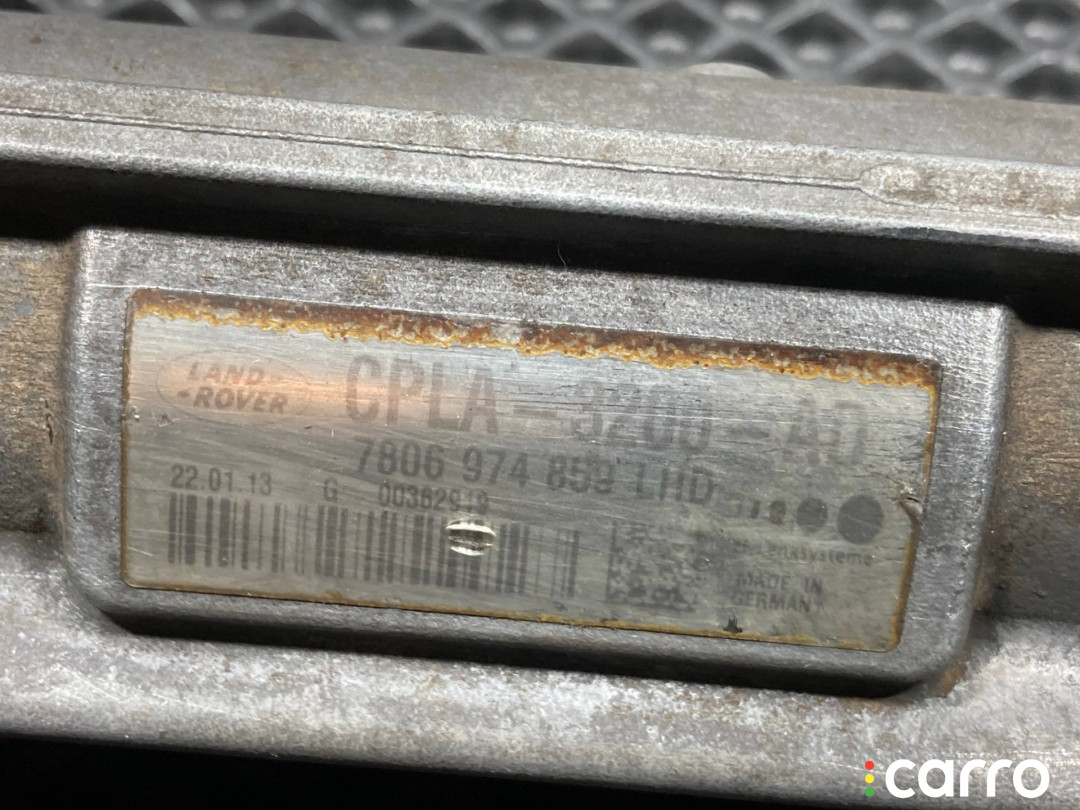 LAND-
-ROVER
CPLA-3200-AD
7806 974 859 LHD
22.01.13 G
MADE IN
GERMANY
carro